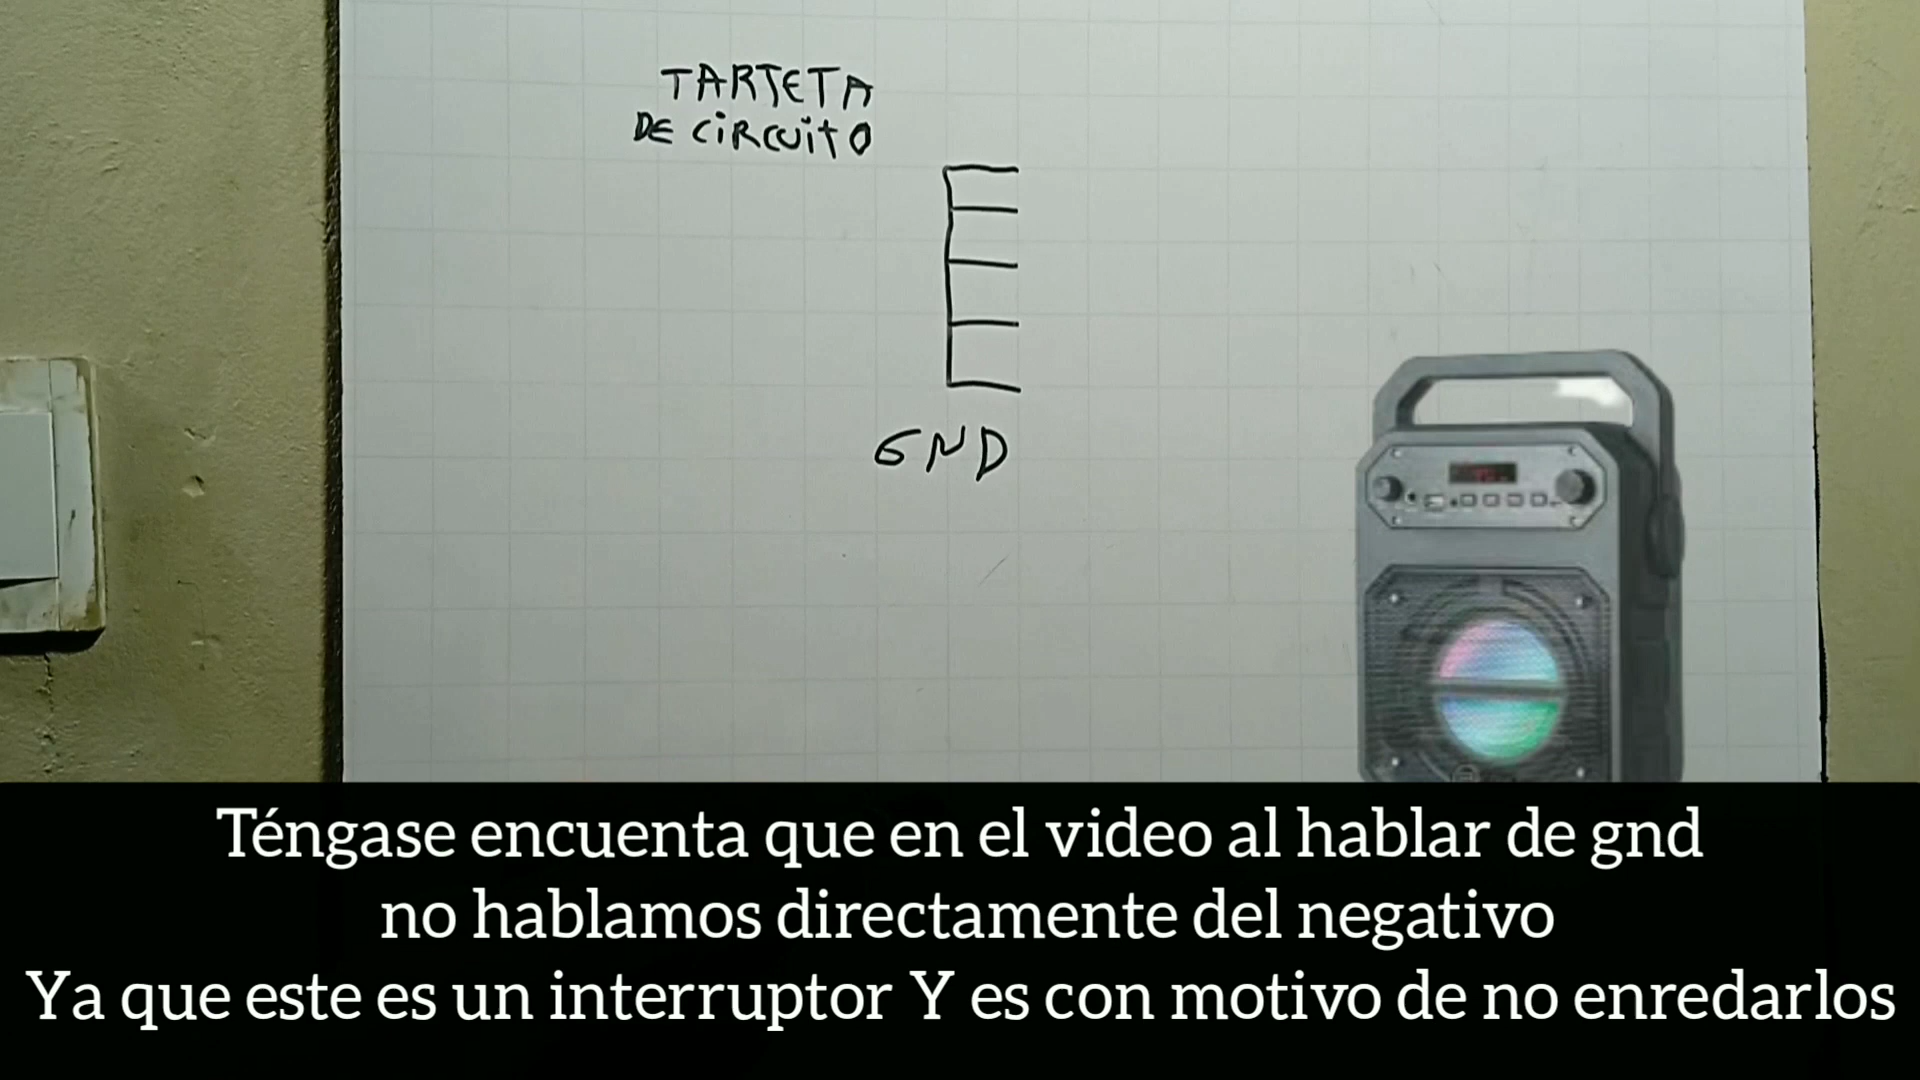 TARJETA
DE CiRCUitO
GND
Téngase encuenta que en el video al hablar de gnd
no hablamos directamente del negativo
Ya que este es un interruptor Y es con motivo de no enredarlos